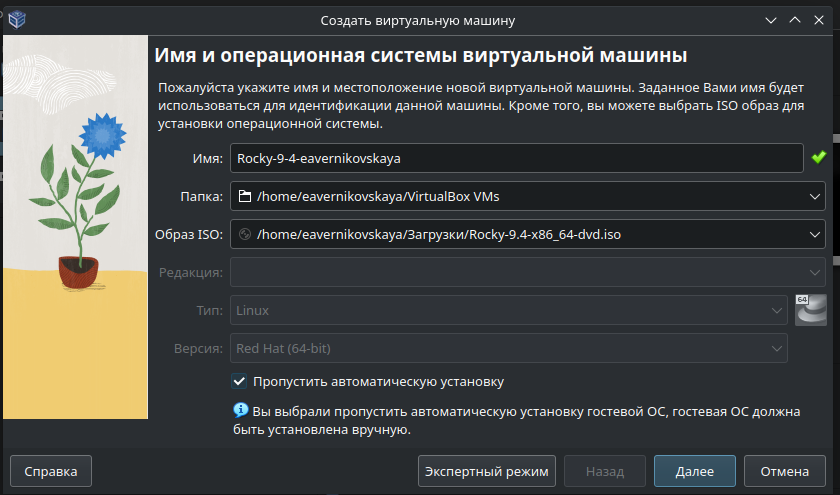 Создать виртуальную машину
Имя и операционная системы виртуальной машины
Пожалуйста укажите имя и местоположение новой виртуальной машины. Заданное Вами имя будет
использоваться для идентификации данной машины. Кроме того, вы можете выбрать ISO образ для
установки операционной системы.
Имя: Rocky-9-4-eavernikovskaya
Папка: /home/eavernikovskaya/VirtualBox VMs
Образ ISO: /home/eavernikovskaya/Загрузки/Rocky-9.4-x86_64-dvd.iso
Редакция:
Тип: Linux 64
Версия: Red Hat (64-bit)
Пропустить автоматическую установку
Вы выбрали пропустить автоматическую установку гостевой ОС, гостевая ОС должна
быть установлена вручную.
Справка Экспертный режим Назад Далее Отмена